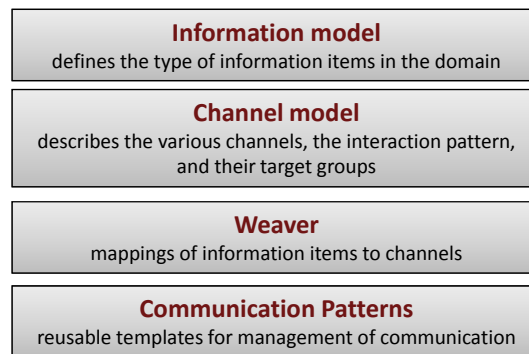 Information model
defines the type of information items in the domain
Channel model
describes the various channels, the interaction pattern,
and their target groups
Weaver
mappings of information items to channels
Communication Patterns
reusable templates for management of communication